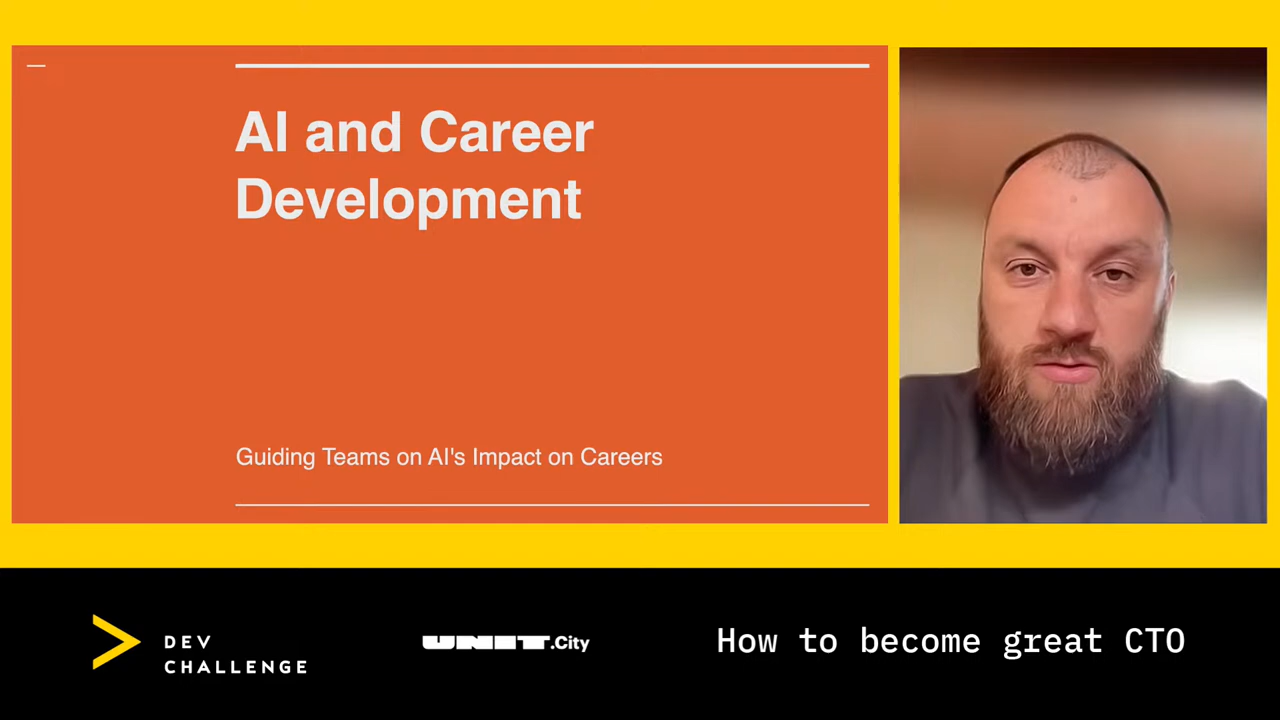 AI and Career
Development
Guiding Teams on AI's Impact on Careers
DEV
CHALLENGE
UNIT.City
How to become great CTO